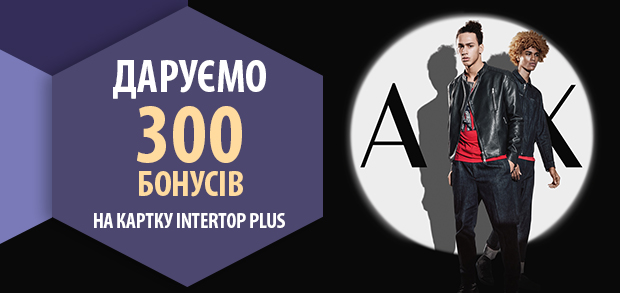 ДАРУЄМО
300
БОНУСІВ
НА КАРТКУ INTERTOP PLUS
A X